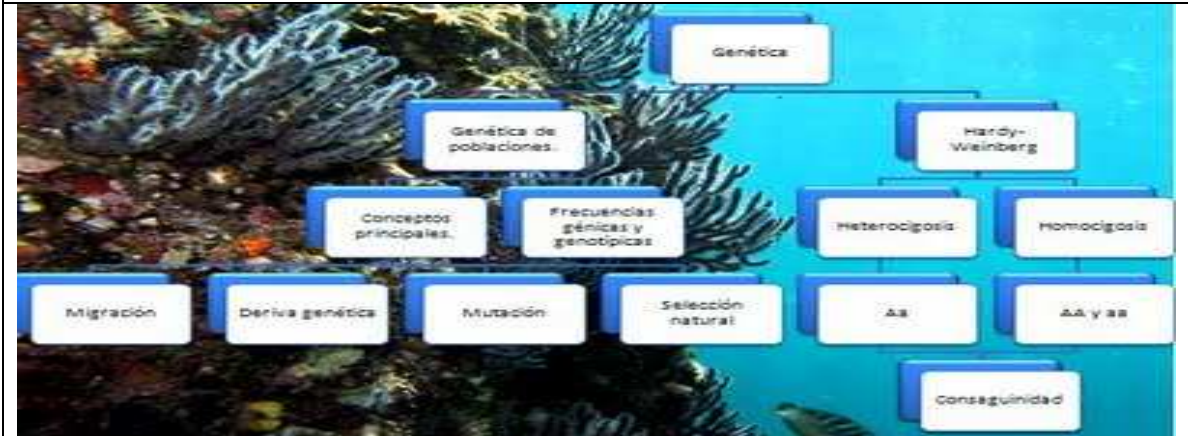 Genética
Genética de
poblaciones.
Hardy-
Weinberg
Conceptos
principales.
Frecuencias
génicas y
genotípicas
Heterocigosis
Homocigosis
Migración
Deriva genética
Mutación
Selección
natural
Aa
AA y aa
Consaguinidad